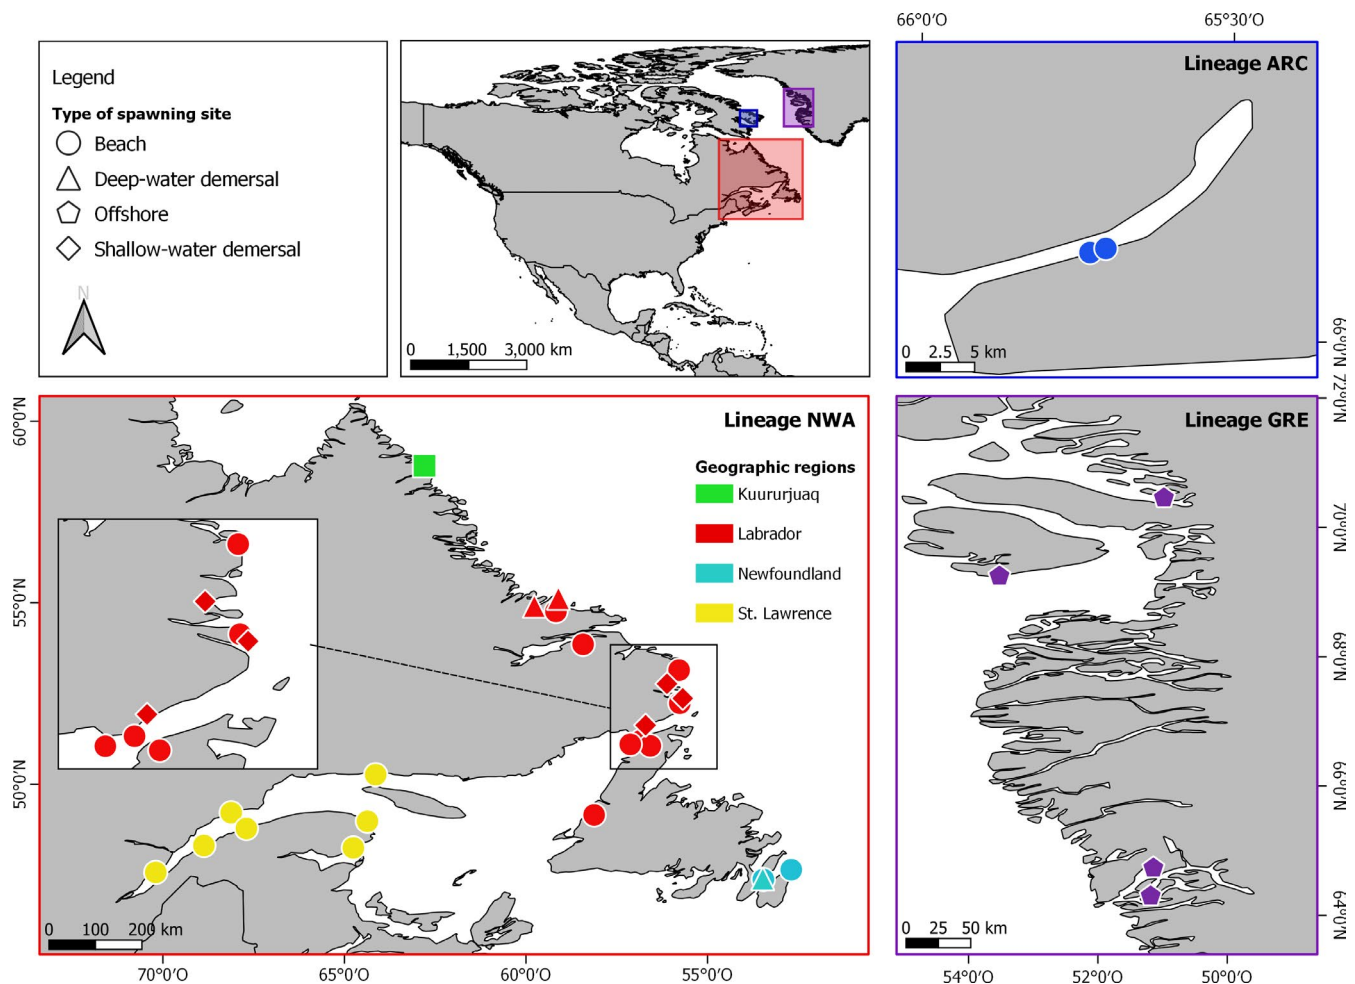 Legend
Type of spawning site
Beach
Deep-water demersal
Offshore
Shallow-water demersal
N
0 1,500 3,000 km
66°0′O 65°30′O
Lineage ARC
0 2.5 5 km
66°0′N
Lineage NWA
Geographic regions
Kuururjuaq
Labrador
Newfoundland
St. Lawrence
60°0′N
55°0′N
50°0′N
0 100 200 km
70°0′O 65°0′O 60°0′O 55°0′O
Lineage GRE
72°0′N
70°0′N
68°0′N
66°0′N
64°0′N
0 25 50 km
54°0′O 52°0′O 50°0′O